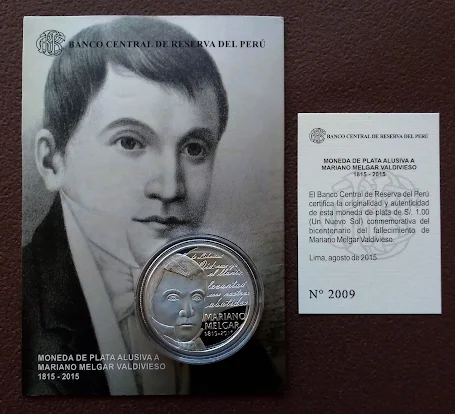 BANCO CENTRAL DE RESERVA DEL PERÚ
MARIANO
MELGAR
1815-2015
MONEDA DE PLATA ALUSIVA A
MARIANO MELGAR VALDIVIESO
1815 - 2015
BANCO CENTRAL DE RESERVA DEL PERÚ
MONEDA DE PLATA ALUSIVA A
MARIANO MELGAR VALDIVIESO
1815 - 2015
El Banco Central de Reserva del Perú
certifica la originalidad y autenticidad
de esta moneda de plata de S/. 1.00
(Un Nuevo Sol) conmemorativa del
bicentenario del fallecimiento de
Mariano Melgar Valdivieso.
Lima, agosto de 2015
Nº 2009